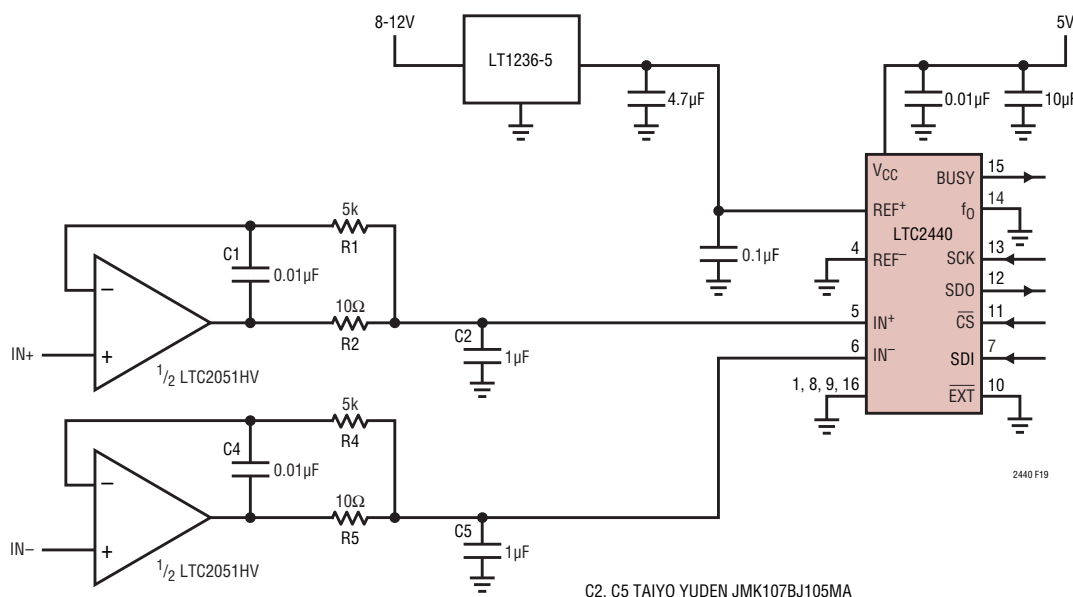 8-12V
LT1236-5
4.7µF
5V
0.01µF
10µF
VCC
BUSY
15
REF+
fO
14
LTC2440
4
REF−
SCK
13
0.1µF
SDO
12
5
IN+
CS
11
6
IN−
SDI
7
1, 8, 9, 16
EXT
10
2440 F19
5k
R1
C1
0.01µF
−
10Ω
R2
IN+
+
1/2 LTC2051HV
C2
1µF
5k
R4
C4
0.01µF
−
10Ω
R5
IN−
+
1/2 LTC2051HV
C5
1µF
C2, C5 TAIYO YUDEN JMK107BJ105MA